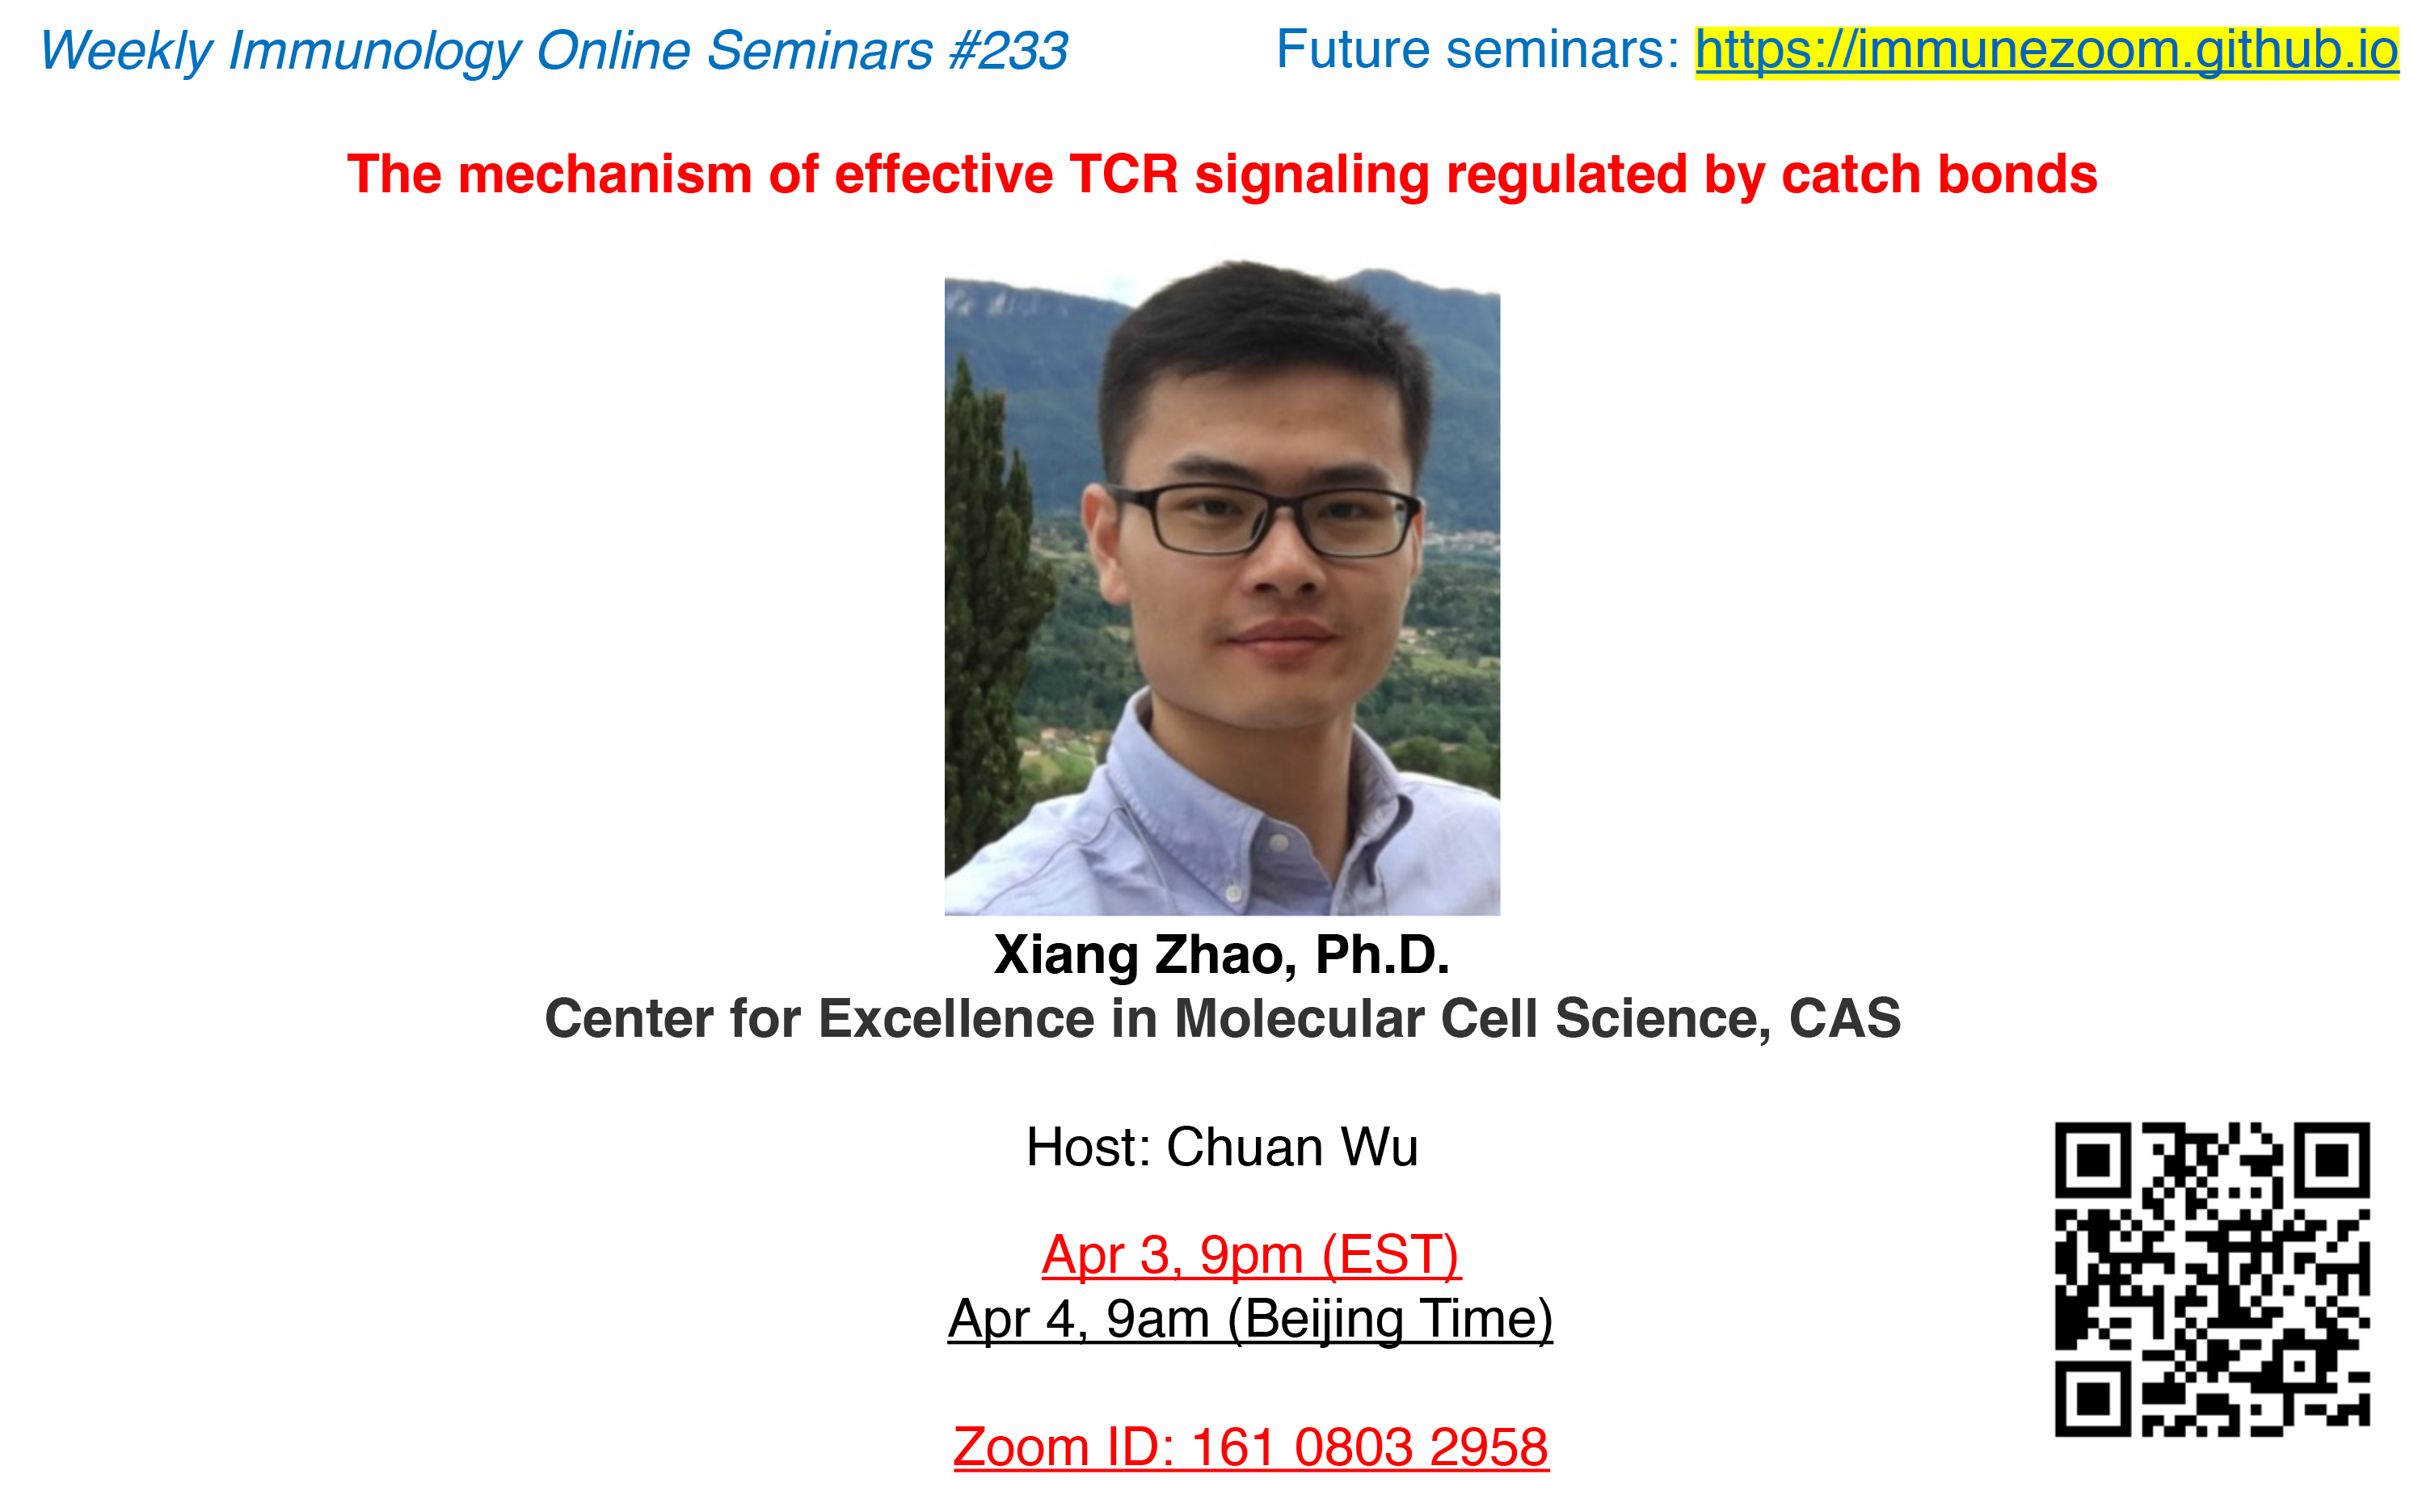 Weekly Immunology Online Seminars #233
Future seminars: https://immunezoom.github.io
The mechanism of effective TCR signaling regulated by catch bonds
Xiang Zhao, Ph.D.
Center for Excellence in Molecular Cell Science, CAS
Host: Chuan Wu
Apr 3, 9pm (EST)
Apr 4, 9am (Beijing Time)
Zoom ID: 161 0803 2958